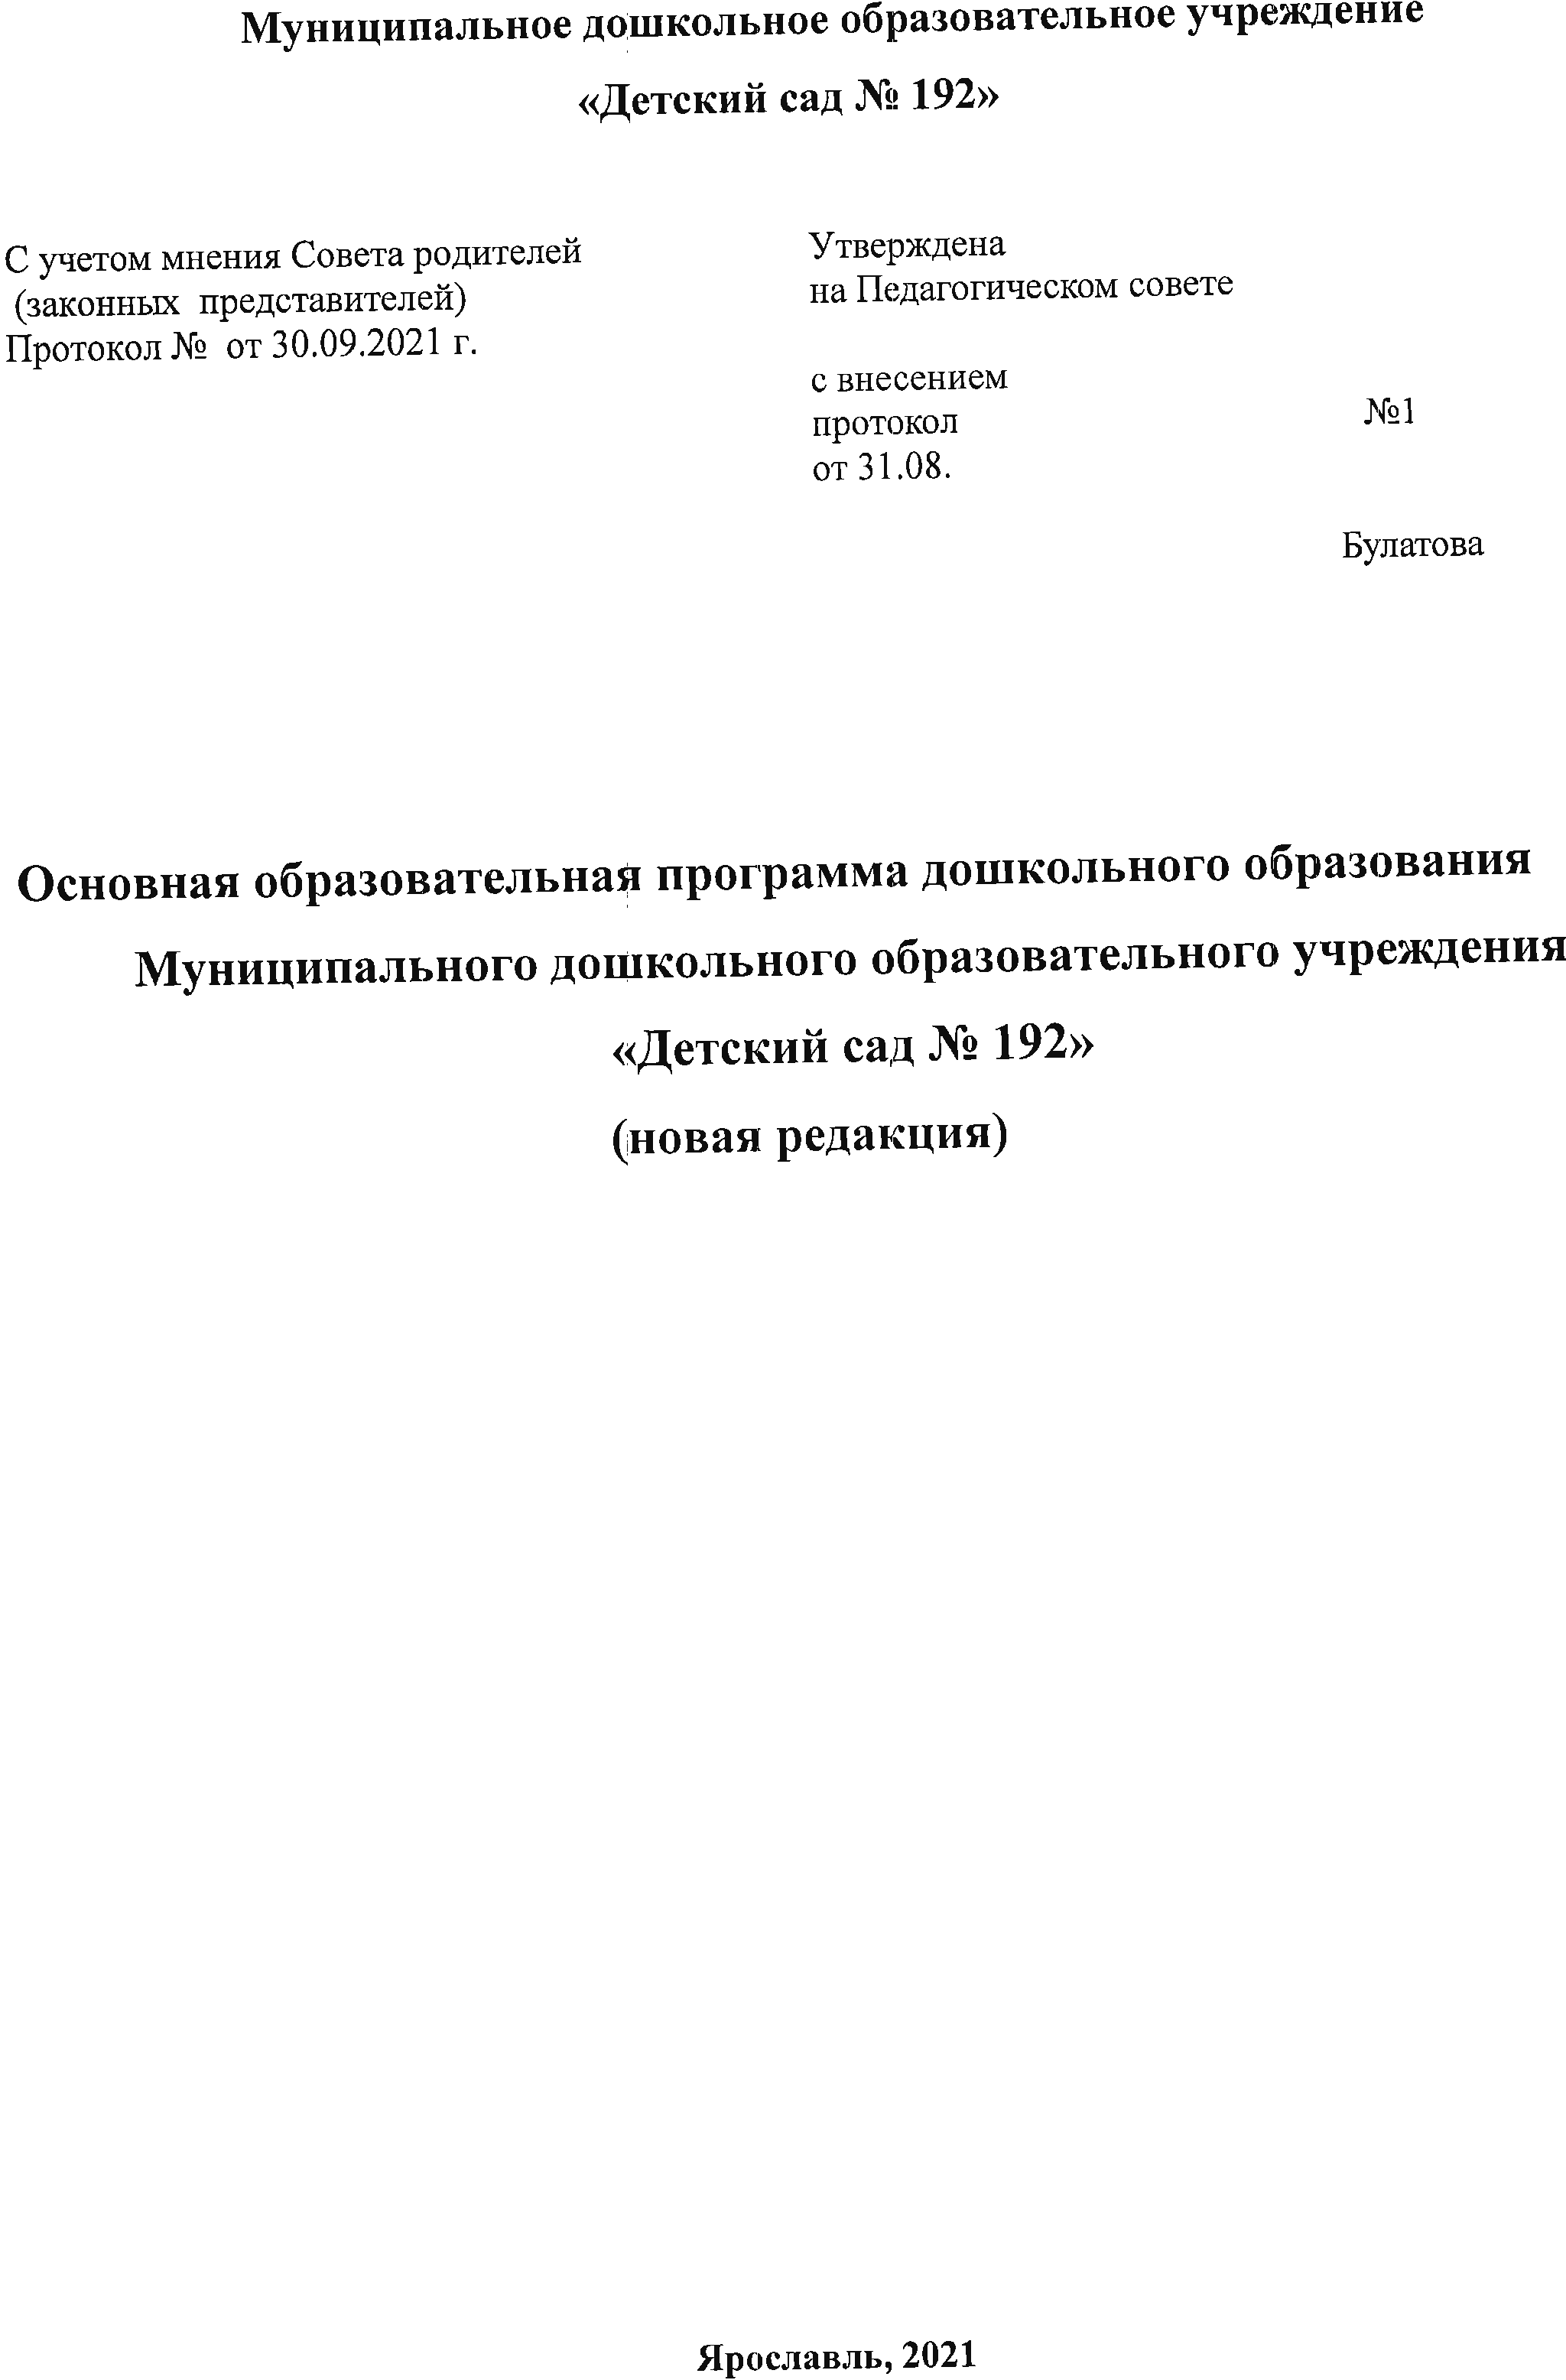 Муниципальное дошкольное образовательное учреждение
«Детский сад № 192»
С учетом мнения Совета родителей
(законных представителей)
Протокол № от 30.09.2021 г.
Утверждена
на Педагогическом совете
с внесением
протокол №1
от 31.08.
Булатова
Основная образовательная программа дошкольного образования
Муниципального дошкольного образовательного учреждения
«Детский сад № 192»
(новая редакция)
Ярославль, 2021